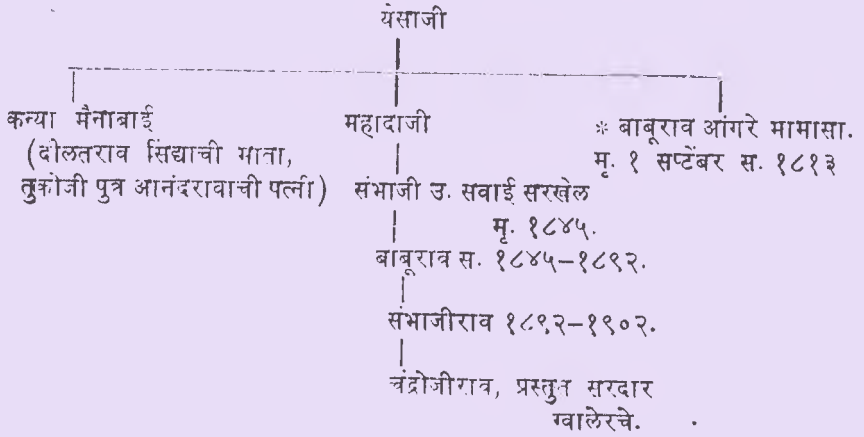 येसाजी
कन्या मैनाबाई
(दौलतराव सिंद्याची माता,
तुकोजी पुत्र आनंदरावाची पत्नी)
महादाजी
* बाबूराव आंगरे मामासा.
मृ. १ सप्टेंबर स. १८१३
संभाजी उ. सवाई सरखेल
मृ. १८४५.
बाबूराव स. १८४५–१८९२.
संभाजीराव १८९२–१९०२.
चंद्रोजीराव, प्रस्तुत सरदार
ग्वालेरचे.